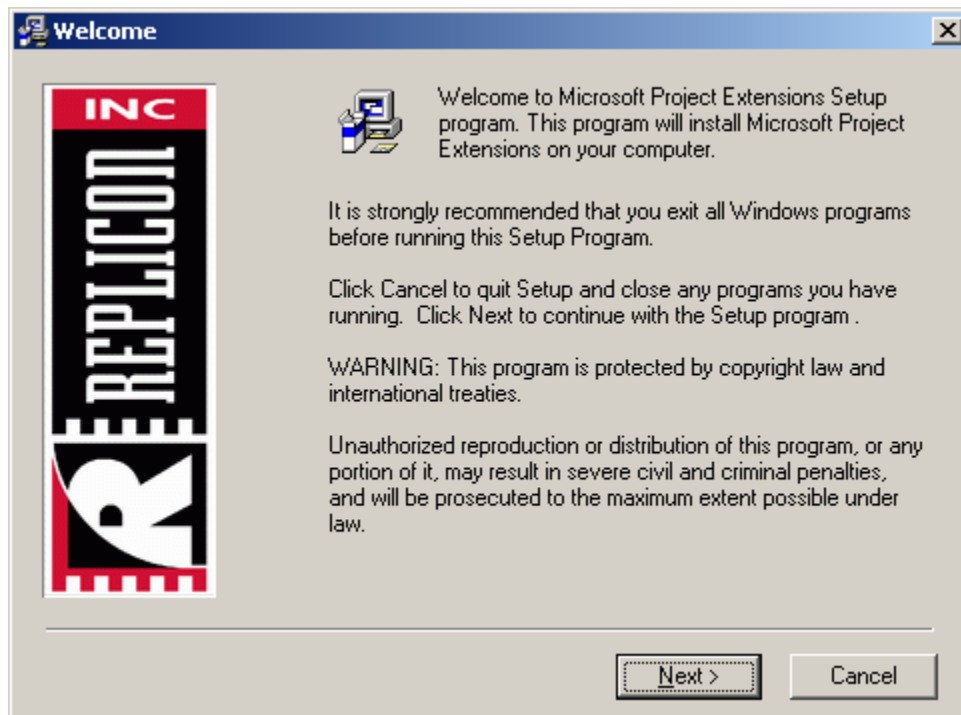 Welcome
INC
REPLICON
R
Welcome to Microsoft Project Extensions Setup
program. This program will install Microsoft Project
Extensions on your computer.
It is strongly recommended that you exit all Windows programs
before running this Setup Program.
Click Cancel to quit Setup and close any programs you have
running.  Click Next to continue with the Setup program .
WARNING: This program is protected by copyright law and
international treaties.
Unauthorized reproduction or distribution of this program, or any
portion of it, may result in severe civil and criminal penalties,
and will be prosecuted to the maximum extent possible under
law.
Next >
Cancel